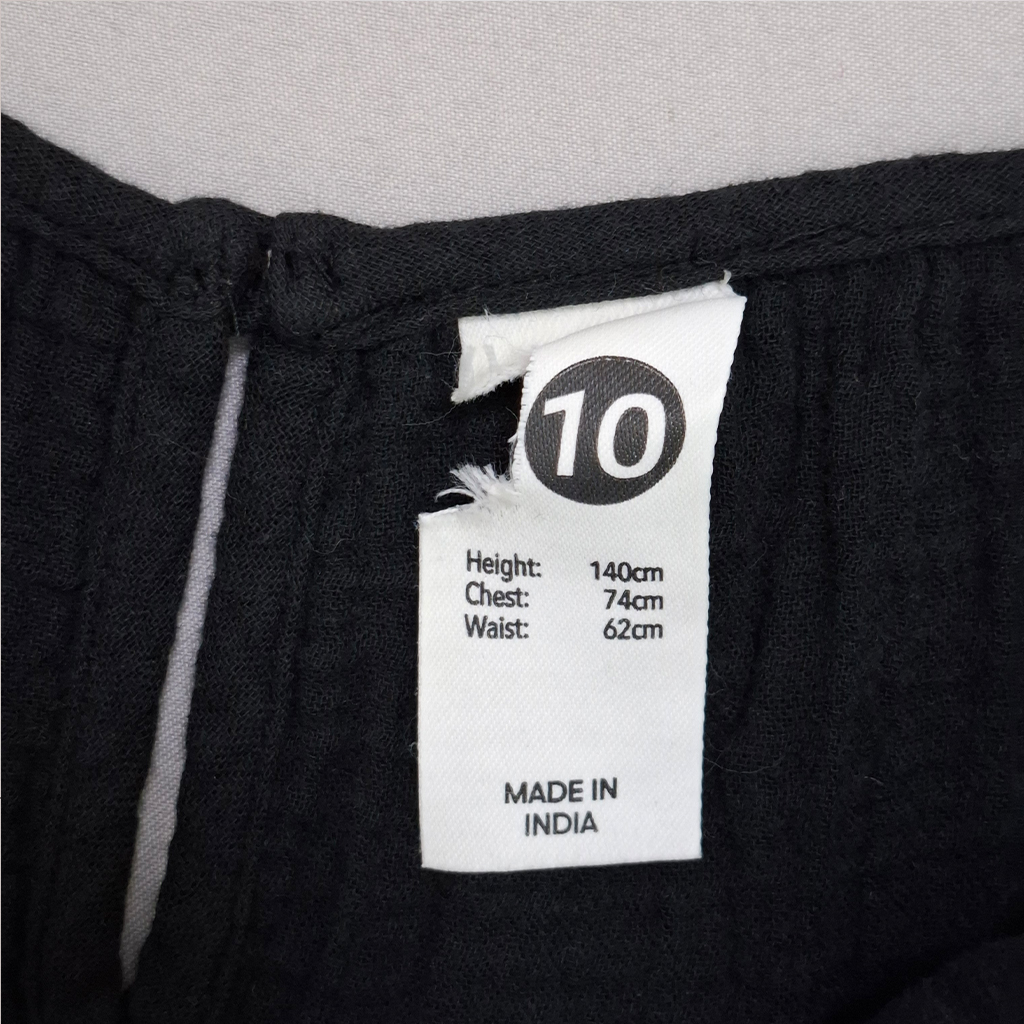 10
Height: 140cm
Chest: 74cm
Waist: 62cm
MADE IN
INDIA